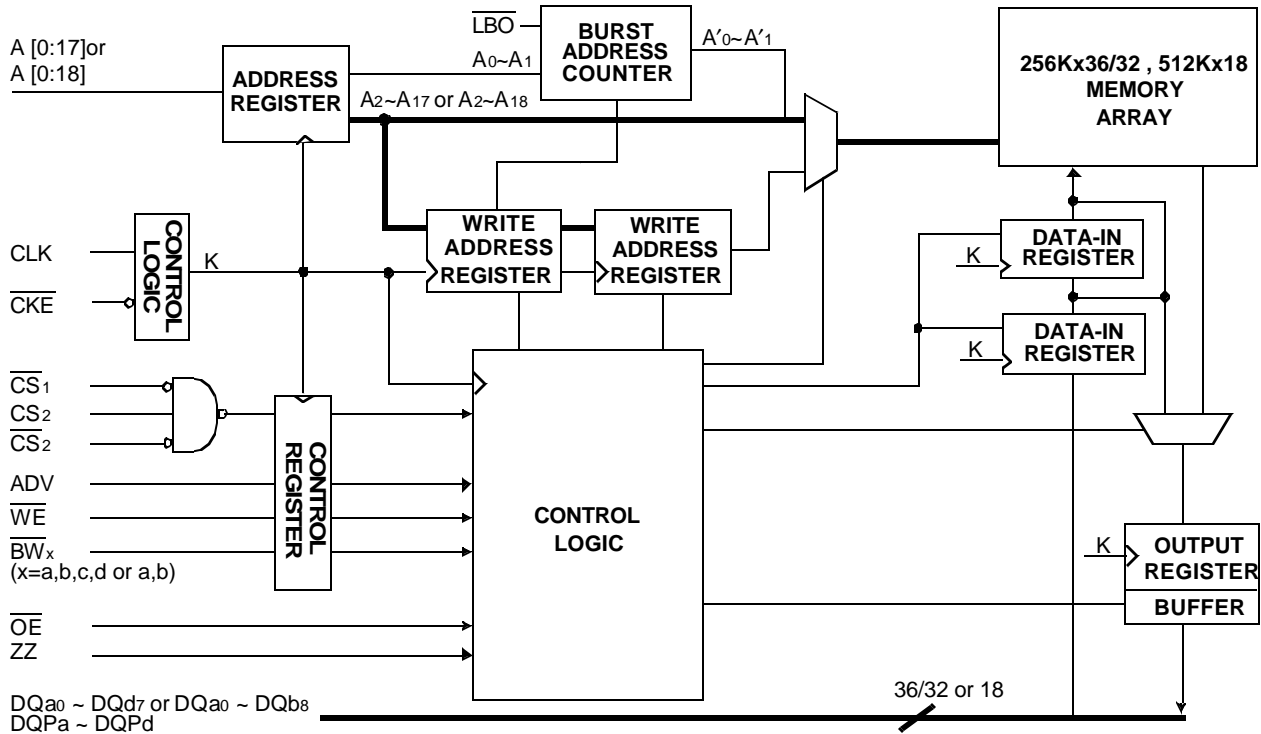 A [0:17]or
A [0:18]
ADDRESS
REGISTER
LBO
A0~A1
A2~A17 or A2~A18
BURST
ADDRESS
COUNTER
A′0~A′1
256Kx36/32 , 512Kx18
MEMORY
ARRAY
CLK
CKE
CONTROL
LOGIC
K
WRITE
ADDRESS
REGISTER
WRITE
ADDRESS
REGISTER
K
DATA-IN
REGISTER
K
DATA-IN
REGISTER
CS1
CS2
CS2
ADV
WE
BWx
(x=a,b,c,d or a,b)
OE
ZZ
CONTROL
REGISTER
CONTROL
LOGIC
K
OUTPUT
REGISTER
BUFFER
DQa0 ~ DQd7 or DQa0 ~ DQb8
DQPa ~ DQPd
36/32 or 18